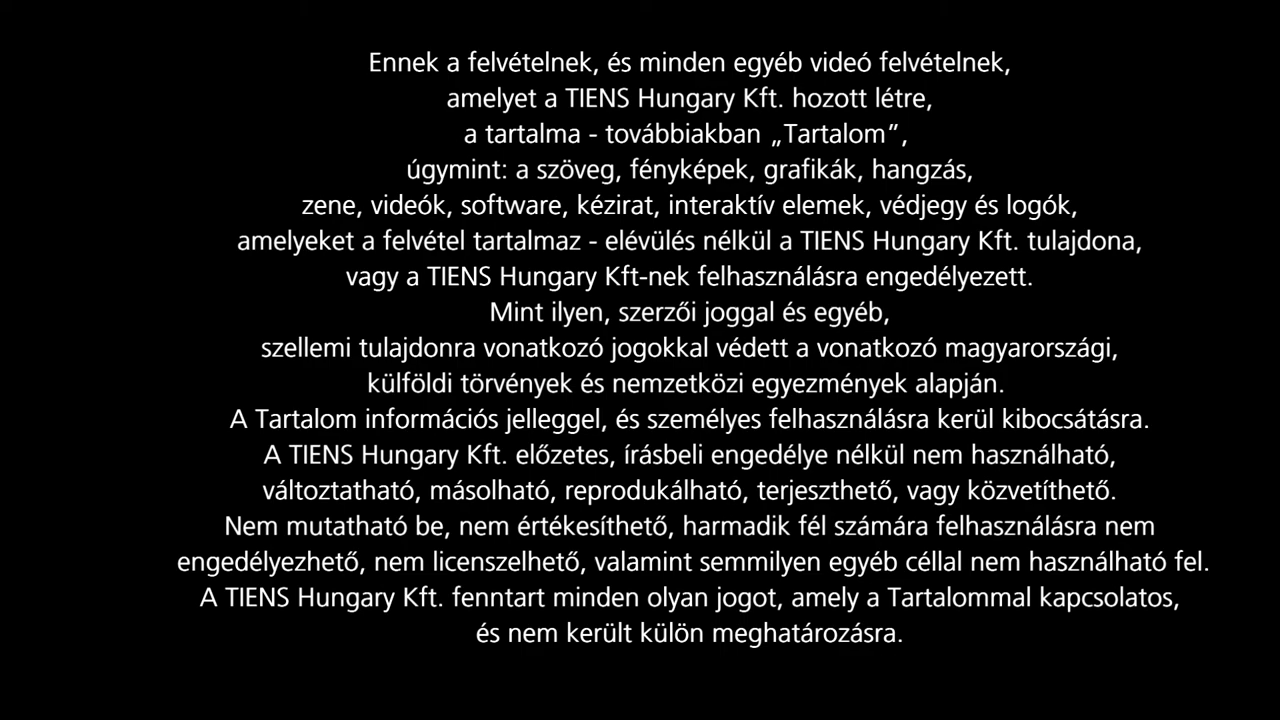 Ennek a felvételnek, és minden egyéb videó felvételnek,
amelyet a TIENS Hungary Kft. hozott létre,
a tartalma - továbbiakban „Tartalom”,
úgymint: a szöveg, fényképek, grafikák, hangzás,
zene, videók, software, kézirat, interaktív elemek, védjegy és logók,
amelyeket a felvétel tartalmaz - elévülés nélkül a TIENS Hungary Kft. tulajdona,
vagy a TIENS Hungary Kft-nek felhasználásra engedélyezett.
Mint ilyen, szerzői joggal és egyéb,
szellemi tulajdonra vonatkozó jogokkal védett a vonatkozó magyarországi,
külföldi törvények és nemzetközi egyezmények alapján.
A Tartalom információs jelleggel, és személyes felhasználásra kerül kibocsátásra.
A TIENS Hungary Kft. előzetes, írásbeli engedélye nélkül nem használható,
változtatható, másolható, reprodukálható, terjeszthető, vagy közvetíthető.
Nem mutatható be, nem értékesíthető, harmadik fél számára felhasználásra nem
engedélyezhető, nem licenszelhető, valamint semmilyen egyéb céllal nem használható fel.
A TIENS Hungary Kft. fenntart minden olyan jogot, amely a Tartalommal kapcsolatos,
és nem került külön meghatározásra.